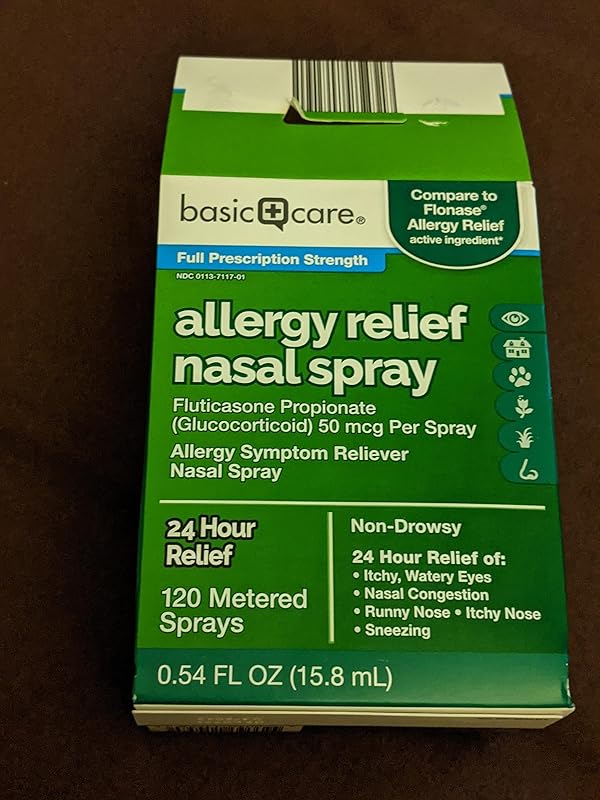 basic care®
Compare to
Flonase®
Allergy Relief
active ingredient*
Full Prescription Strength
NDC 0113-7117-01
allergy relief
nasal spray
Fluticasone Propionate
(Glucocorticoid) 50 mcg Per Spray
Allergy Symptom Reliever
Nasal Spray
24 Hour
Relief
120 Metered
Sprays
Non-Drowsy
24 Hour Relief of:
• Itchy, Watery Eyes
• Nasal Congestion
• Runny Nose • Itchy Nose
• Sneezing
0.54 FL OZ (15.8 mL)